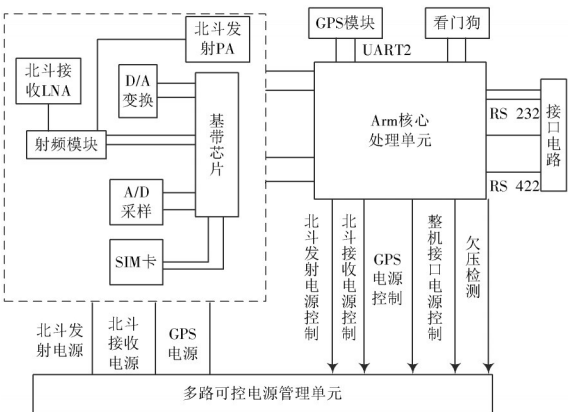 北斗发
射PA
GPS模块
看门狗
UART2
北斗接
收LNA
D/A
变换
基带芯片
Arm核心
处理单元
RS 232
接口电路
射频模块
A/D
采样
RS 422
SIM卡
北斗发射电源控制
北斗接收电源控制
GPS
电源
控制
整机接口电源控制
欠压检测
北斗发
射电源
北斗
接收
电源
GPS
电源
多路可控电源管理单元